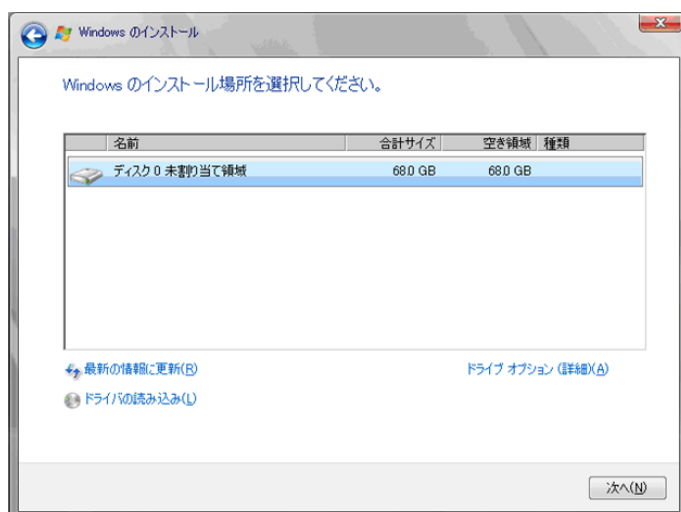 Windows のインストール
Windows のインストール場所を選択してください。
名前 合計サイズ 空き領域 種類
ディスク 0 未割り当て領域 68.0 GB 68.0 GB
最新の情報に更新(R) ドライブ オプション (詳細)(A)
ドライバの読み込み(L)
次へ(N)